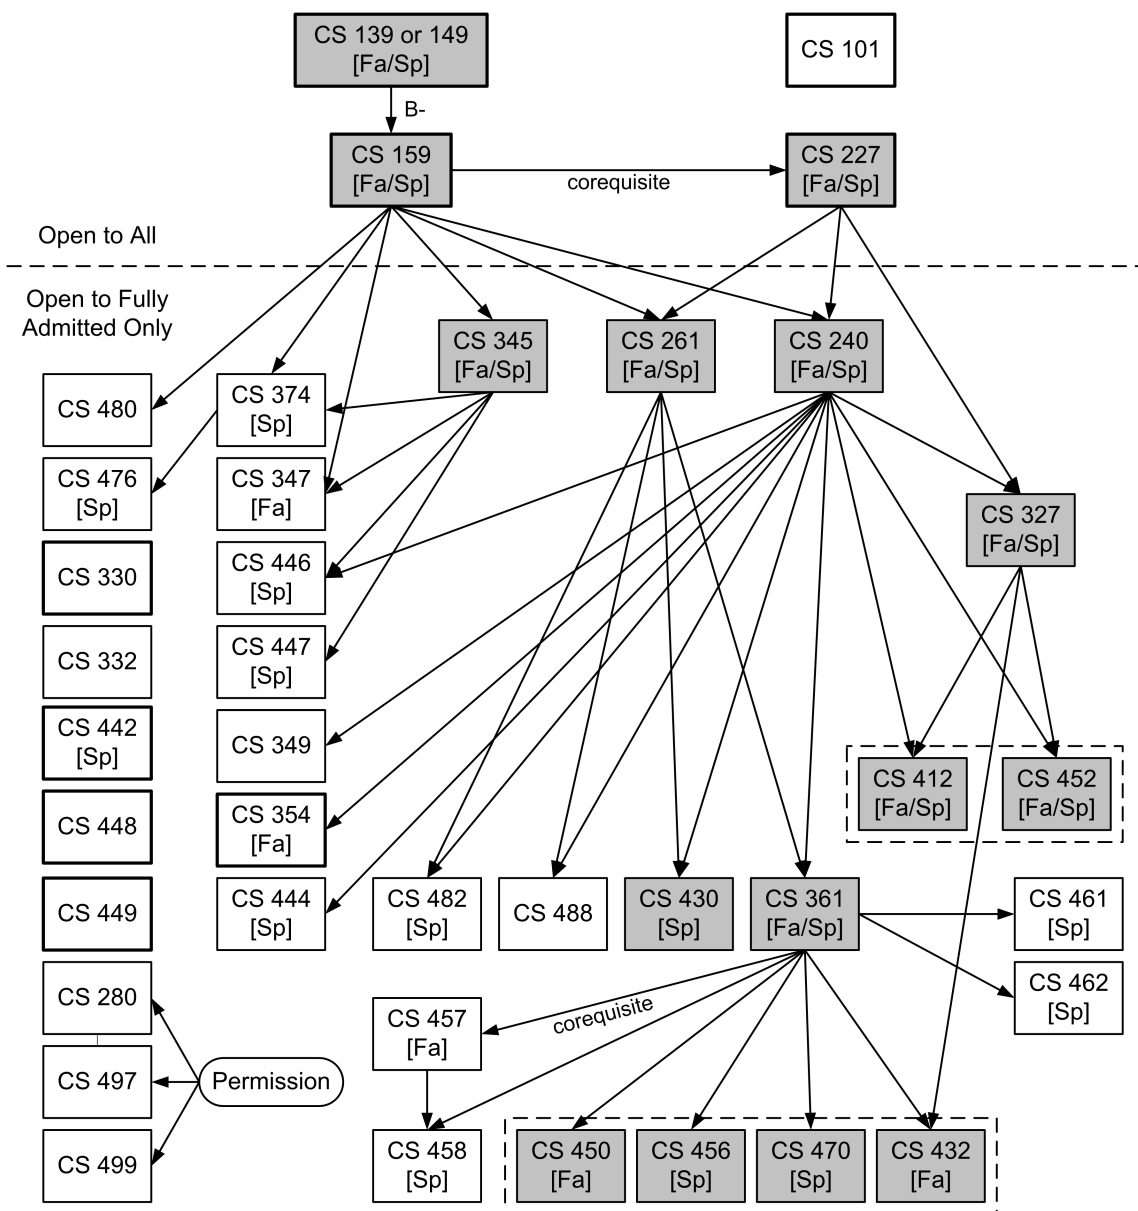 CS 139 or 149
[Fa/Sp]
CS 101
B-
CS 159
[Fa/Sp]
corequisite
CS 227
[Fa/Sp]
Open to All
Open to Fully
Admitted Only
CS 345
[Fa/Sp]
CS 261
[Fa/Sp]
CS 240
[Fa/Sp]
CS 480
CS 374
[Sp]
CS 476
[Sp]
CS 347
[Fa]
CS 327
[Fa/Sp]
CS 330
CS 446
[Sp]
CS 332
CS 447
[Sp]
CS 442
[Sp]
CS 349
CS 412
[Fa/Sp]
CS 452
[Fa/Sp]
CS 448
CS 354
[Fa]
CS 449
CS 444
[Sp]
CS 482
[Sp]
CS 488
CS 430
[Sp]
CS 361
[Fa/Sp]
CS 461
[Sp]
CS 280
CS 462
[Sp]
corequisite
CS 457
[Fa]
CS 497
Permission
CS 499
CS 458
[Sp]
CS 450
[Fa]
CS 456
[Sp]
CS 470
[Sp]
CS 432
[Fa]